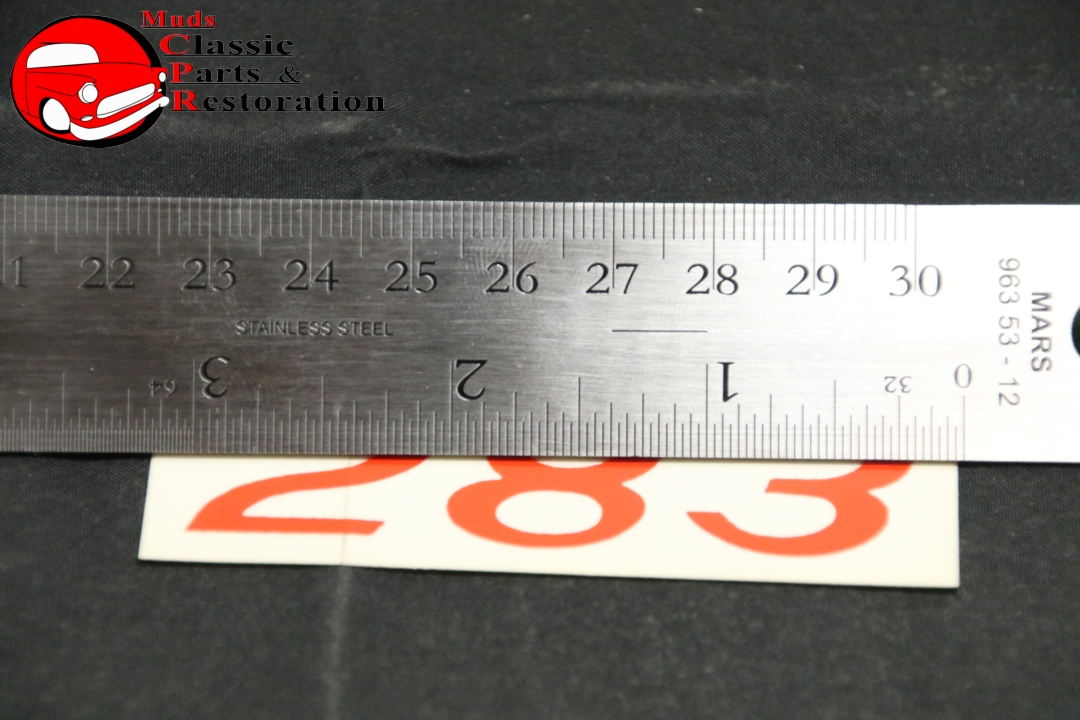 Muds
Classic
Parts &
Restoration
22 23 24 25 26 27 28 29 30
STAINLESS STEEL
MARS
963 53 - 12
64 3 2 1 32 0
283